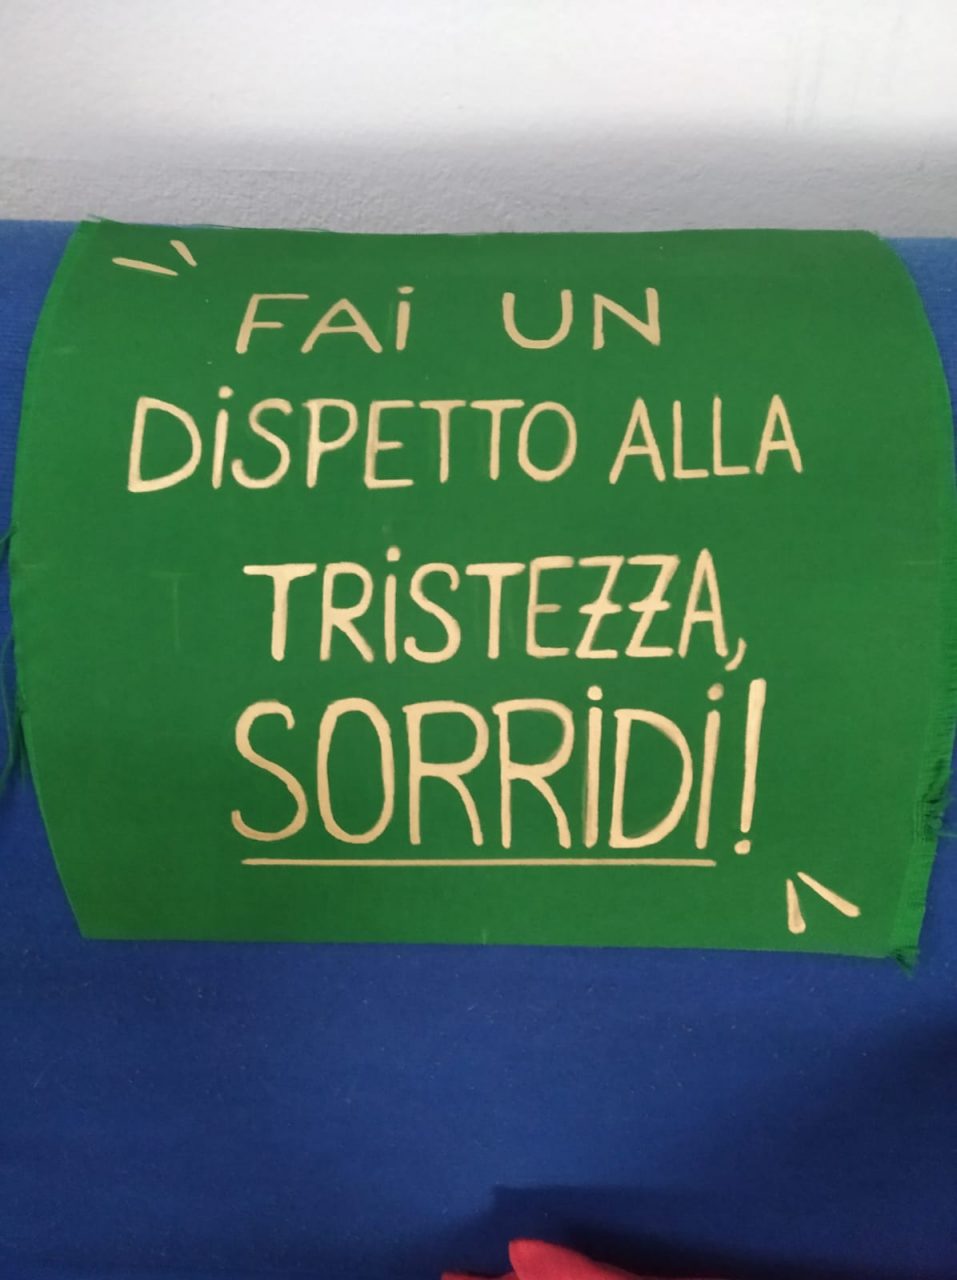 FAi UN
DiSPETTO ALLA
TRiSTEZZA,
SORRiDi!